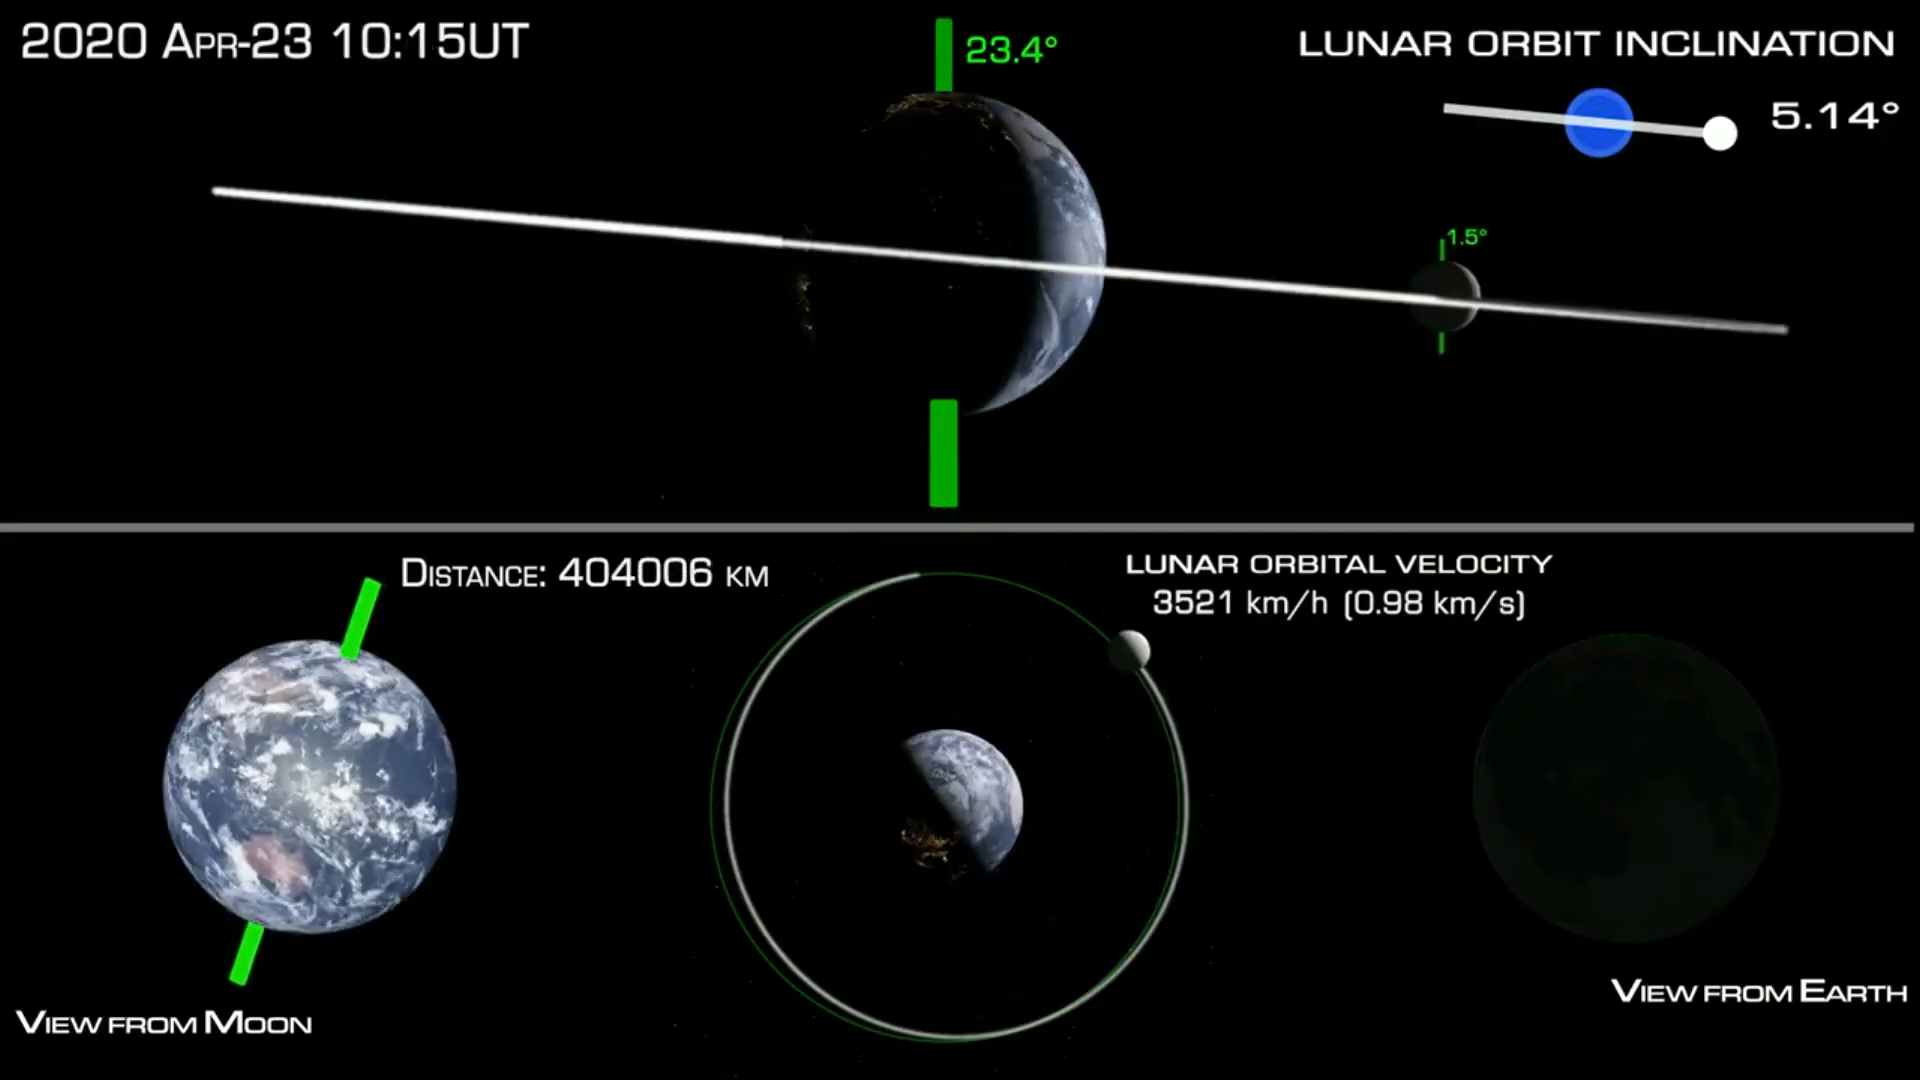 2020 Apr-23 10:15UT
23.4°
LUNAR ORBIT INCLINATION
5.14°
1.5°
Distance: 404006 km
LUNAR ORBITAL VELOCITY
3521 km/h (0.98 km/s)
View from Moon
View from Earth